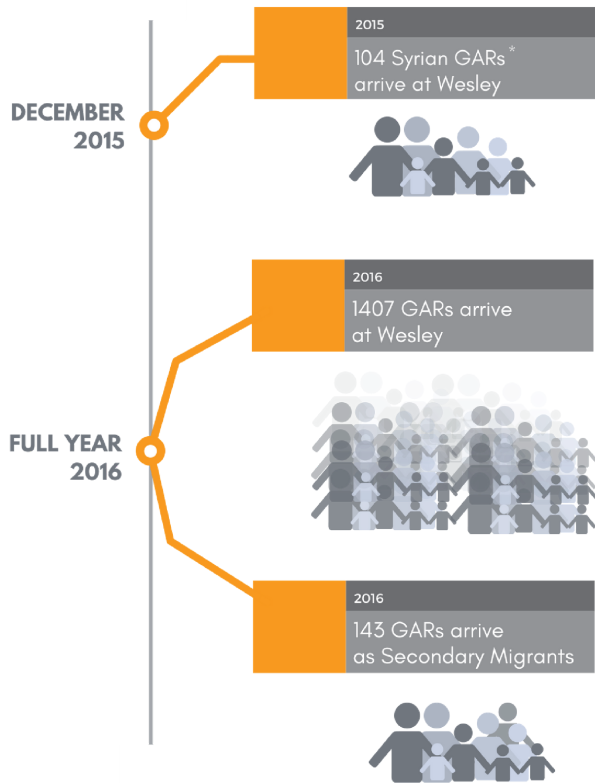 2015
104 Syrian GARs*
arrive at Wesley
DECEMBER
2015
2016
1407 GARs arrive
at Wesley
FULL YEAR
2016
2016
143 GARs arrive
as Secondary Migrants